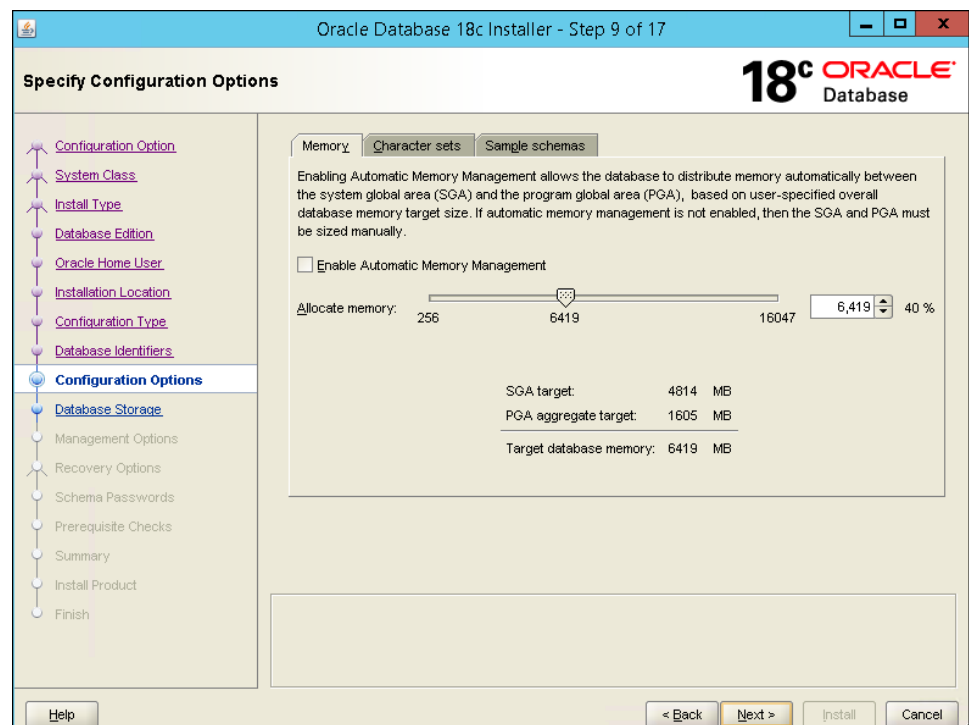 Oracle Database 18c Installer - Step 9 of 17
Specify Configuration Options
18c ORACLE
Database
Configuration Option
System Class
Install Type
Database Edition
Oracle Home User
Installation Location
Configuration Type
Database Identifiers
Configuration Options
Database Storage
Management Options
Recovery Options
Schema Passwords
Prerequisite Checks
Summary
Install Product
Finish
Memory Character sets Sample schemas
Enabling Automatic Memory Management allows the database to distribute memory automatically between
the system global area (SGA) and the program global area (PGA), based on user-specified overall
database memory target size. If automatic memory management is not enabled, then the SGA and PGA must
be sized manually.
Enable Automatic Memory Management
Allocate memory: 6,419 40 %
256 6419 16047
SGA target: 4814 MB
PGA aggregate target: 1605 MB
Target database memory: 6419 MB
Help < Back Next > Install Cancel